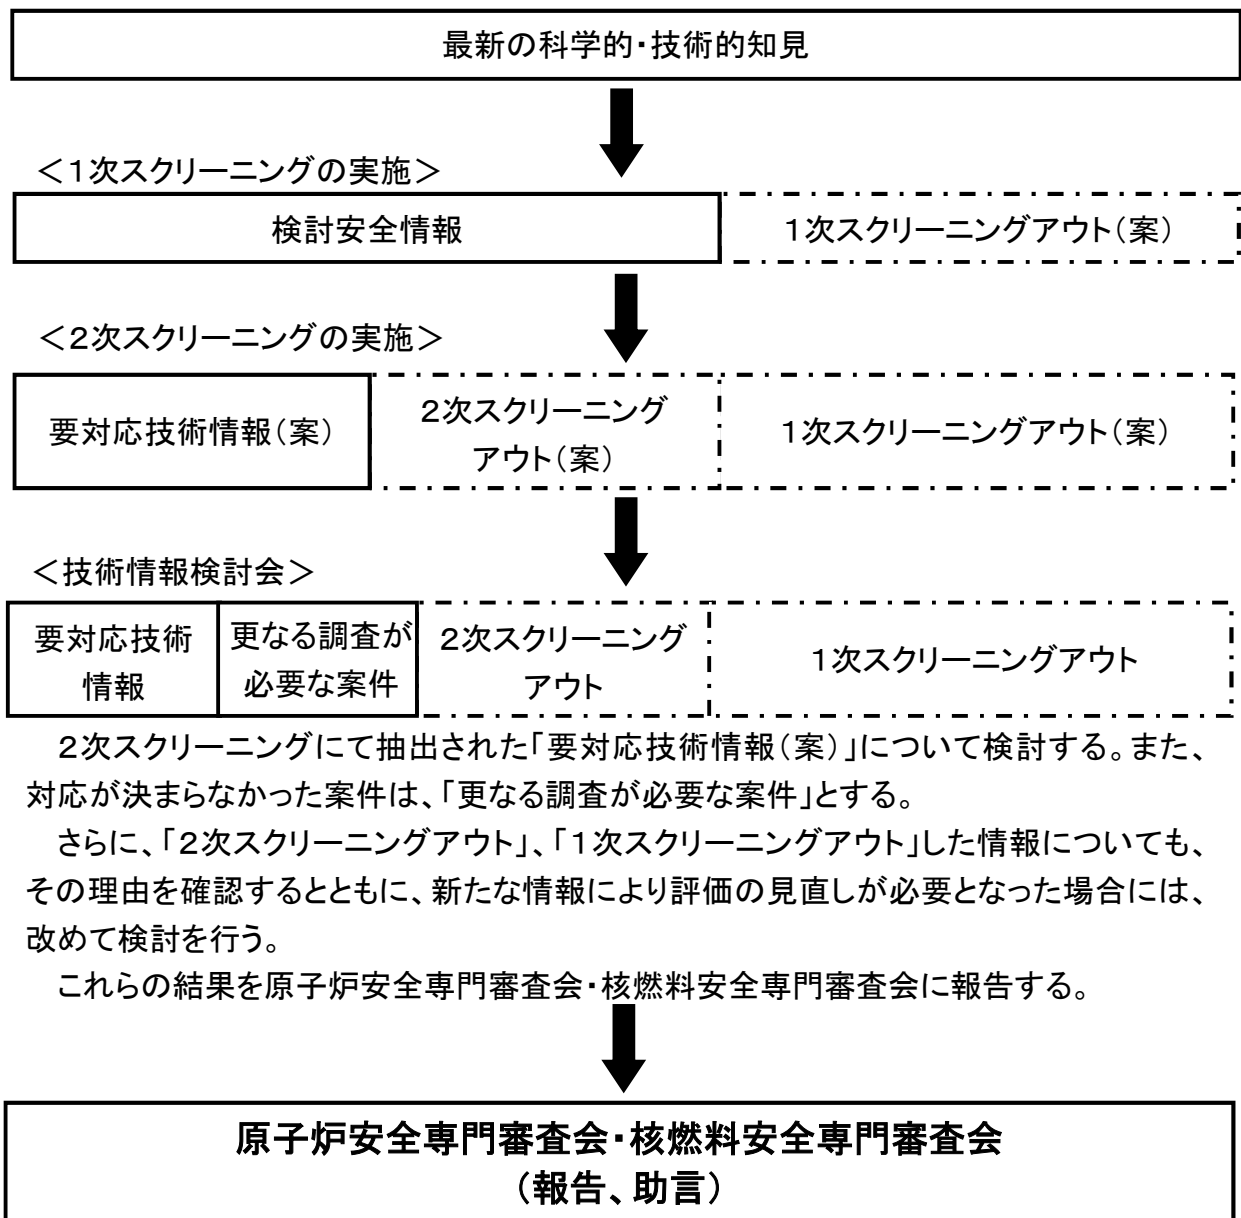 最新の科学的・技術的知見
＜１次スクリーニングの実施＞
検討安全情報
１次スクリーニングアウト（案）
＜２次スクリーニングの実施＞
要対応技術情報（案）
２次スクリーニング
アウト（案）
１次スクリーニングアウト（案）
＜技術情報検討会＞
要対応技術
情報
更なる調査が
必要な案件
２次スクリーニング
アウト
１次スクリーニングアウト
２次スクリーニングにて抽出された「要対応技術情報（案）」について検討する。また、
対応が決まらなかった案件は、「更なる調査が必要な案件」とする。
さらに、「２次スクリーニングアウト」、「１次スクリーニングアウト」した情報についても、
その理由を確認するとともに、新たな情報により評価の見直しが必要となった場合には、
改めて検討を行う。
これらの結果を原子炉安全専門審査会・核燃料安全専門審査会に報告する。
原子炉安全専門審査会・核燃料安全専門審査会
（報告、助言）